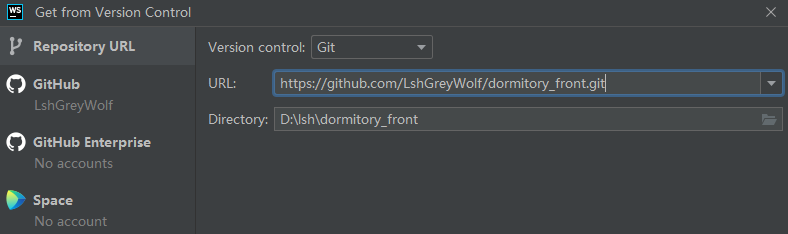 WS Get from Version Control
Repository URL
Version control: Git
GitHub
LshGreyWolf
URL: https://github.com/LshGreyWolf/dormitory_front.git
Directory: D:\lsh\dormitory_front
GitHub Enterprise
No accounts
Space
No account